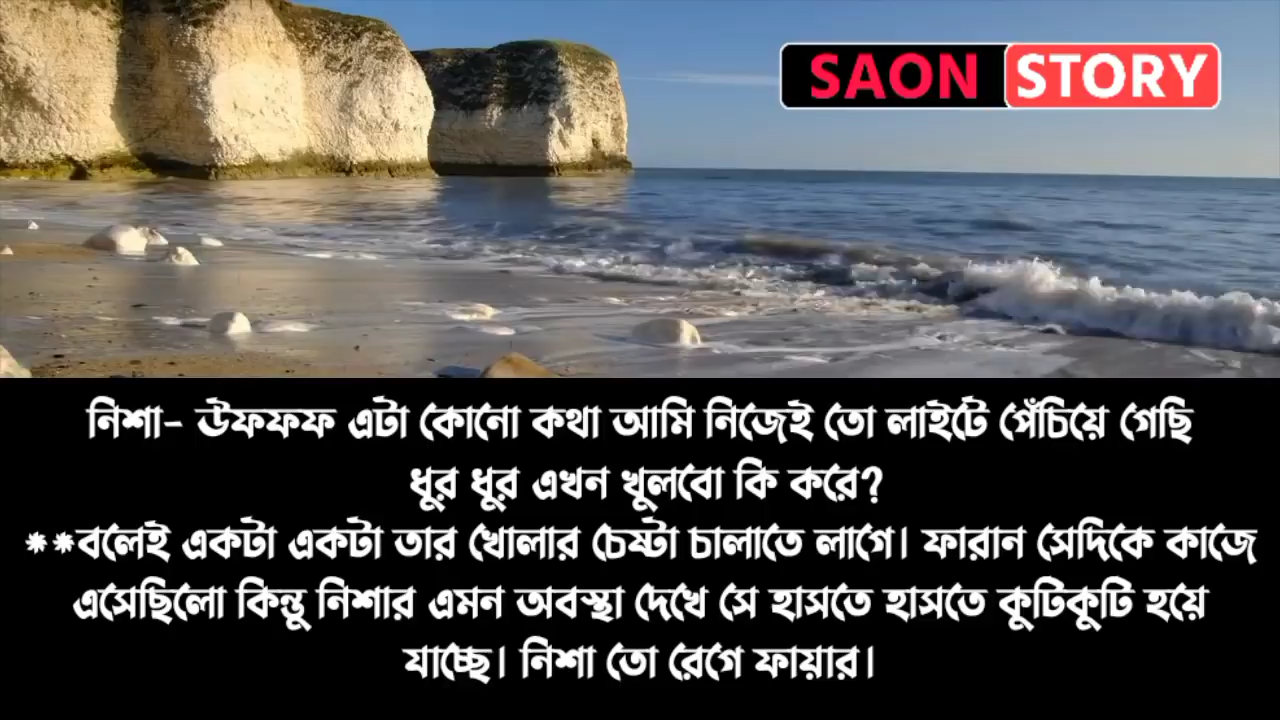 SAON STORY
নিশা- উফফফ এটা কোনো কথা আমি নিজেই তো লাইটে পেঁচিয়ে গেছি
ধুর ধুর এখন খুলবো কি করে?
**বলেই একটা একটা তার খোলার চেষ্টা চালাতে লাগে। ফারান সেদিকে কাজে
এসেছিলো কিন্তু নিশার এমন অবস্থা দেখে সে হাসতে হাসতে কুটিকুটি হয়ে
যাচ্ছে। নিশা তো রেগে ফায়ার।